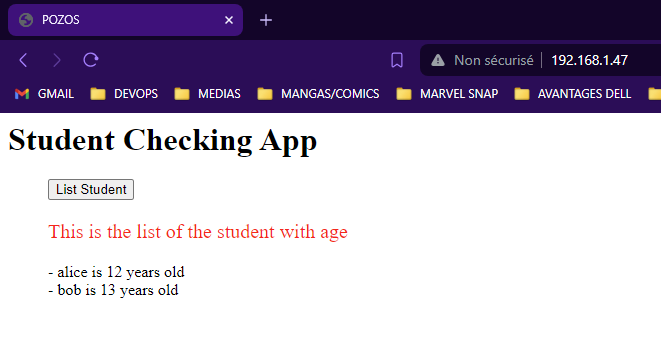 POZOS
Non sécurisé 192.168.1.47
GMAIL DEVOPS MEDIAS MANGAS/COMICS MARVEL SNAP AVANTAGES DELL
Student Checking App
List Student
This is the list of the student with age
- alice is 12 years old
- bob is 13 years old